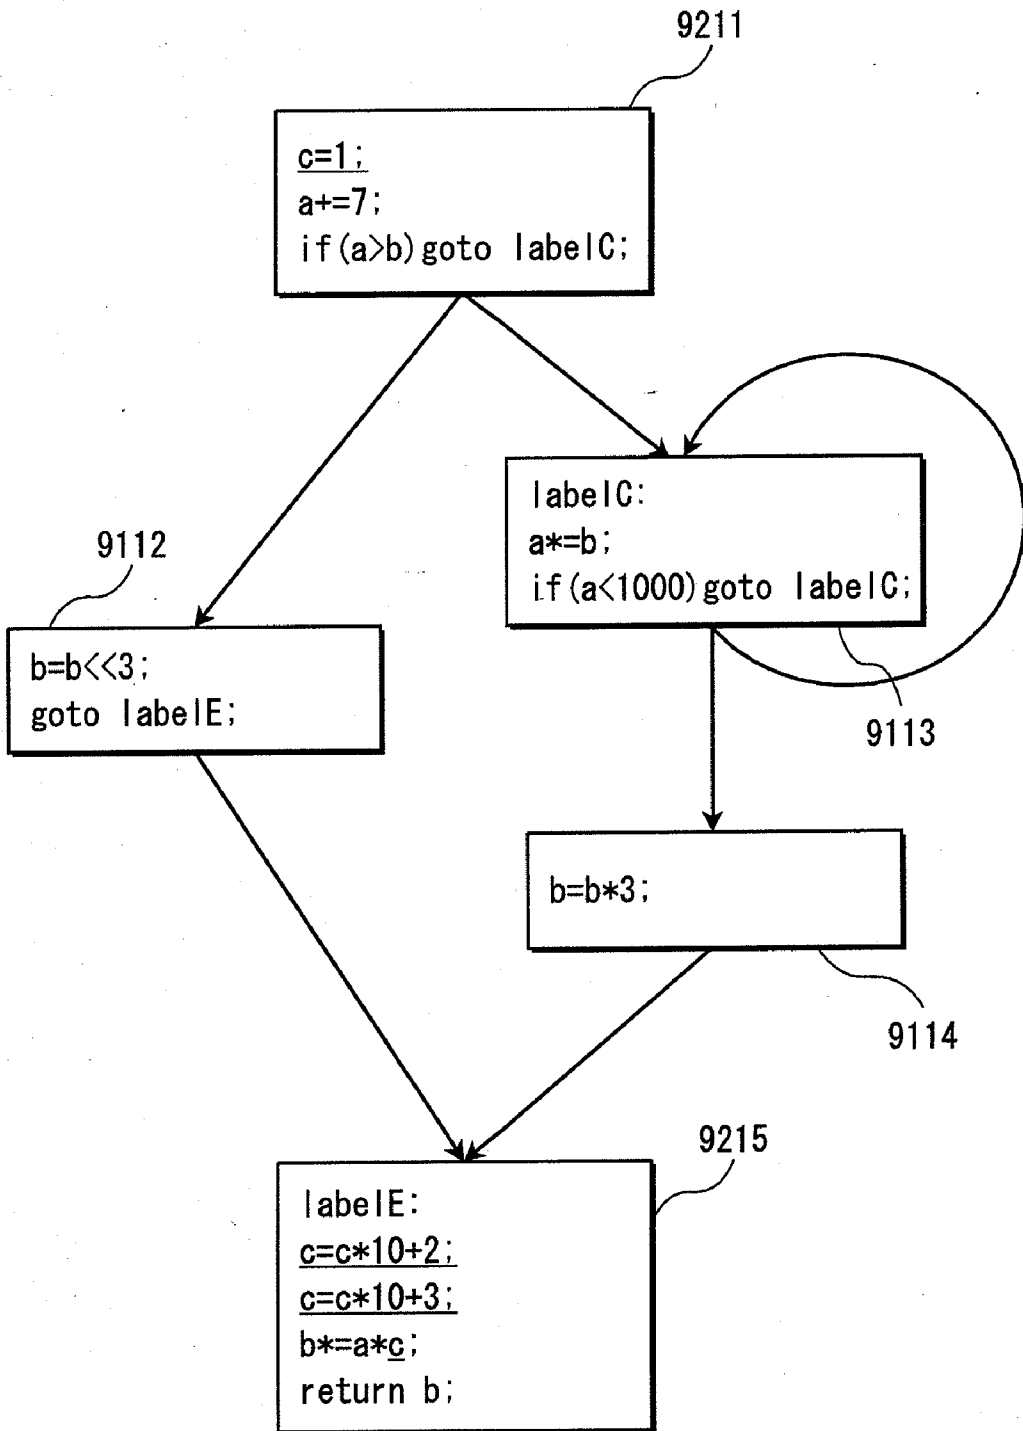 9211
c=1;
a+=7;
if(a>b)goto labelC;
labelC:
a*=b;
if(a<1000)goto labelC;
9113
9112
b=b<<3;
goto labelE;
b=b*3;
9114
9215
labelE:
c=c*10+2;
c=c*10+3;
b*=a*c;
return b;